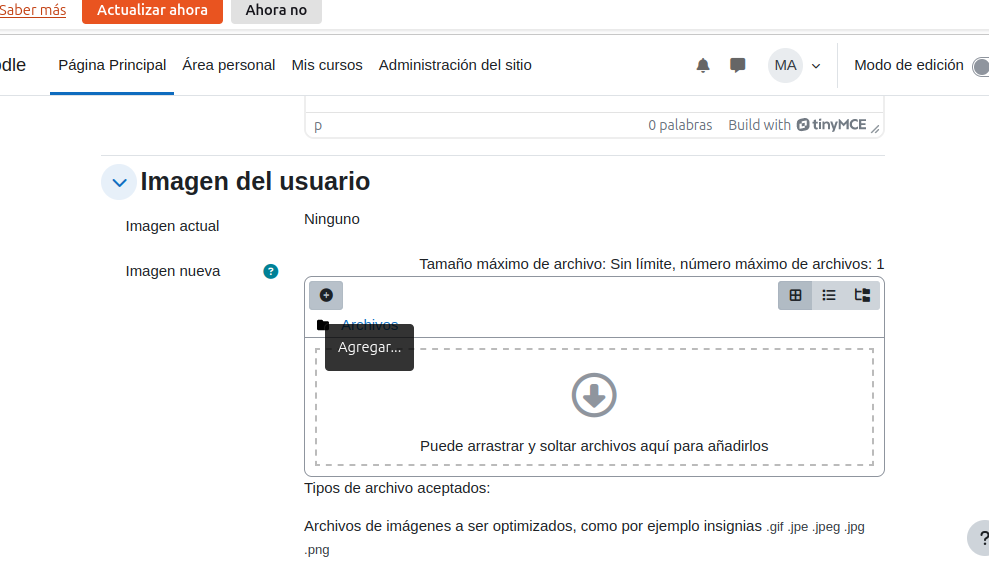 Saber más Actualizar ahora Ahora no
dle Página Principal Área personal Mis cursos Administración del sitio MA Modo de edición
p 0 palabras Build with tinyMCE
Imagen del usuario
Imagen actual Ninguno
Imagen nueva ?
Tamaño máximo de archivo: Sin límite, número máximo de archivos: 1
Archivos
Agregar...
Puede arrastrar y soltar archivos aquí para añadirlos
Tipos de archivo aceptados:
Archivos de imágenes a ser optimizados, como por ejemplo insignias .gif .jpe .jpeg .jpg
.png
?